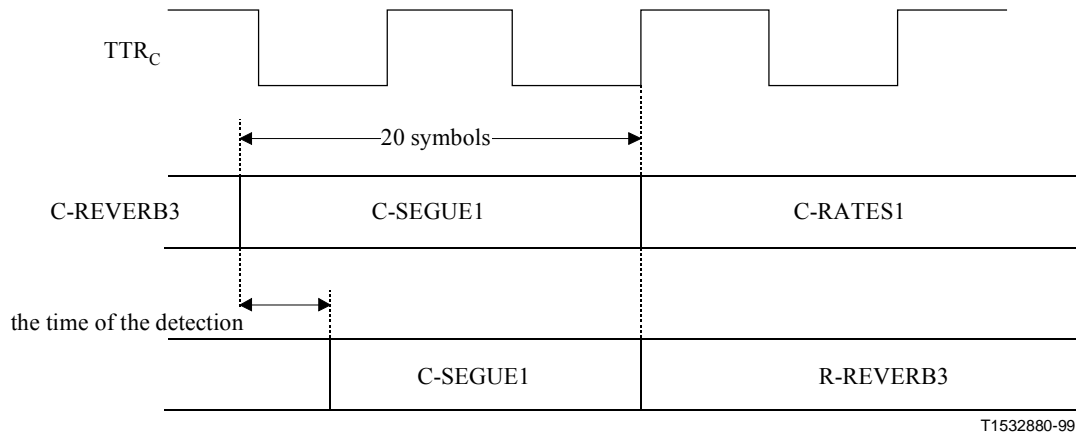 TTRC
20 symbols
C-REVERB3 C-SEGUE1 C-RATES1
the time of the detection
C-SEGUE1 R-REVERB3
T1532880-99